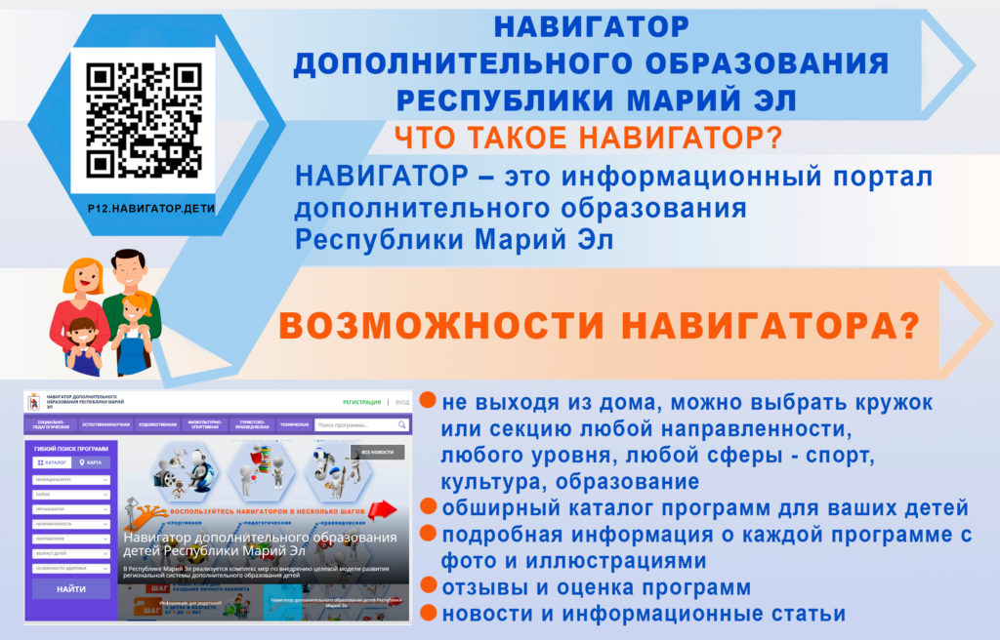 НАВИГАТОР
ДОПОЛНИТЕЛЬНОГО ОБРАЗОВАНИЯ
РЕСПУБЛИКИ МАРИЙ ЭЛ
ЧТО ТАКОЕ НАВИГАТОР?
НАВИГАТОР – это информационный портал
дополнительного образования
Республики Марий Эл
Р12.НАВИГАТОР.ДЕТИ
ВОЗМОЖНОСТИ НАВИГАТОРА?
НАВИГАТОР ДОПОЛНИТЕЛЬНОГО
ОБРАЗОВАНИЯ РЕСПУБЛИКИ МАРИЙ
ЭЛ
РЕГИСТРАЦИЯ | ВХОД
СОЦИАЛЬНО-
ПЕДАГОГИЧЕСКАЯ
ЕСТЕСТВЕННОНАУЧНАЯ
ХУДОЖЕСТВЕННАЯ
ФИЗКУЛЬТУРНО-
СПОРТИВНАЯ
ТУРИСТСКО-
КРАЕВЕДЧЕСКАЯ
ТЕХНИЧЕСКАЯ
Поиск программы...
ГИБКИЙ ПОИСК ПРОГРАММ
КАТАЛОГ
КАРТА
МУНИЦИПАЛИТЕТ
РАЙОН
ОРГАНИЗАТОР
НАПРАВЛЕННОСТЬ
НАПРАВЛЕНИЯ
ВОЗРАСТ ДЕТЕЙ
ОСОБЕННОСТИ ЗДОРОВЬЯ
НАЙТИ
ВСЕ НОВОСТИ
ВОСПОЛЬЗУЙТЕСЬ НАВИГАТОРОМ В НЕСКОЛЬКО ШАГОВ
Навигатор дополнительного образования
детей Республики Марий Эл
В Республике Марий Эл реализуется комплекс мер по внедрению целевой модели развития
региональной системы дополнительного образования детей
ШАГ
Информация для родителей!
Навигатор дополнительного образования детей Республики
Марий Эл
ШАГ
не выходя из дома, можно выбрать кружок
или секцию любой направленности,
любого уровня, любой сферы - спорт,
культура, образование
обширный каталог программ для ваших детей
подробная информация о каждой программе с
фото и иллюстрациями
отзывы и оценка программ
новости и информационные статьи